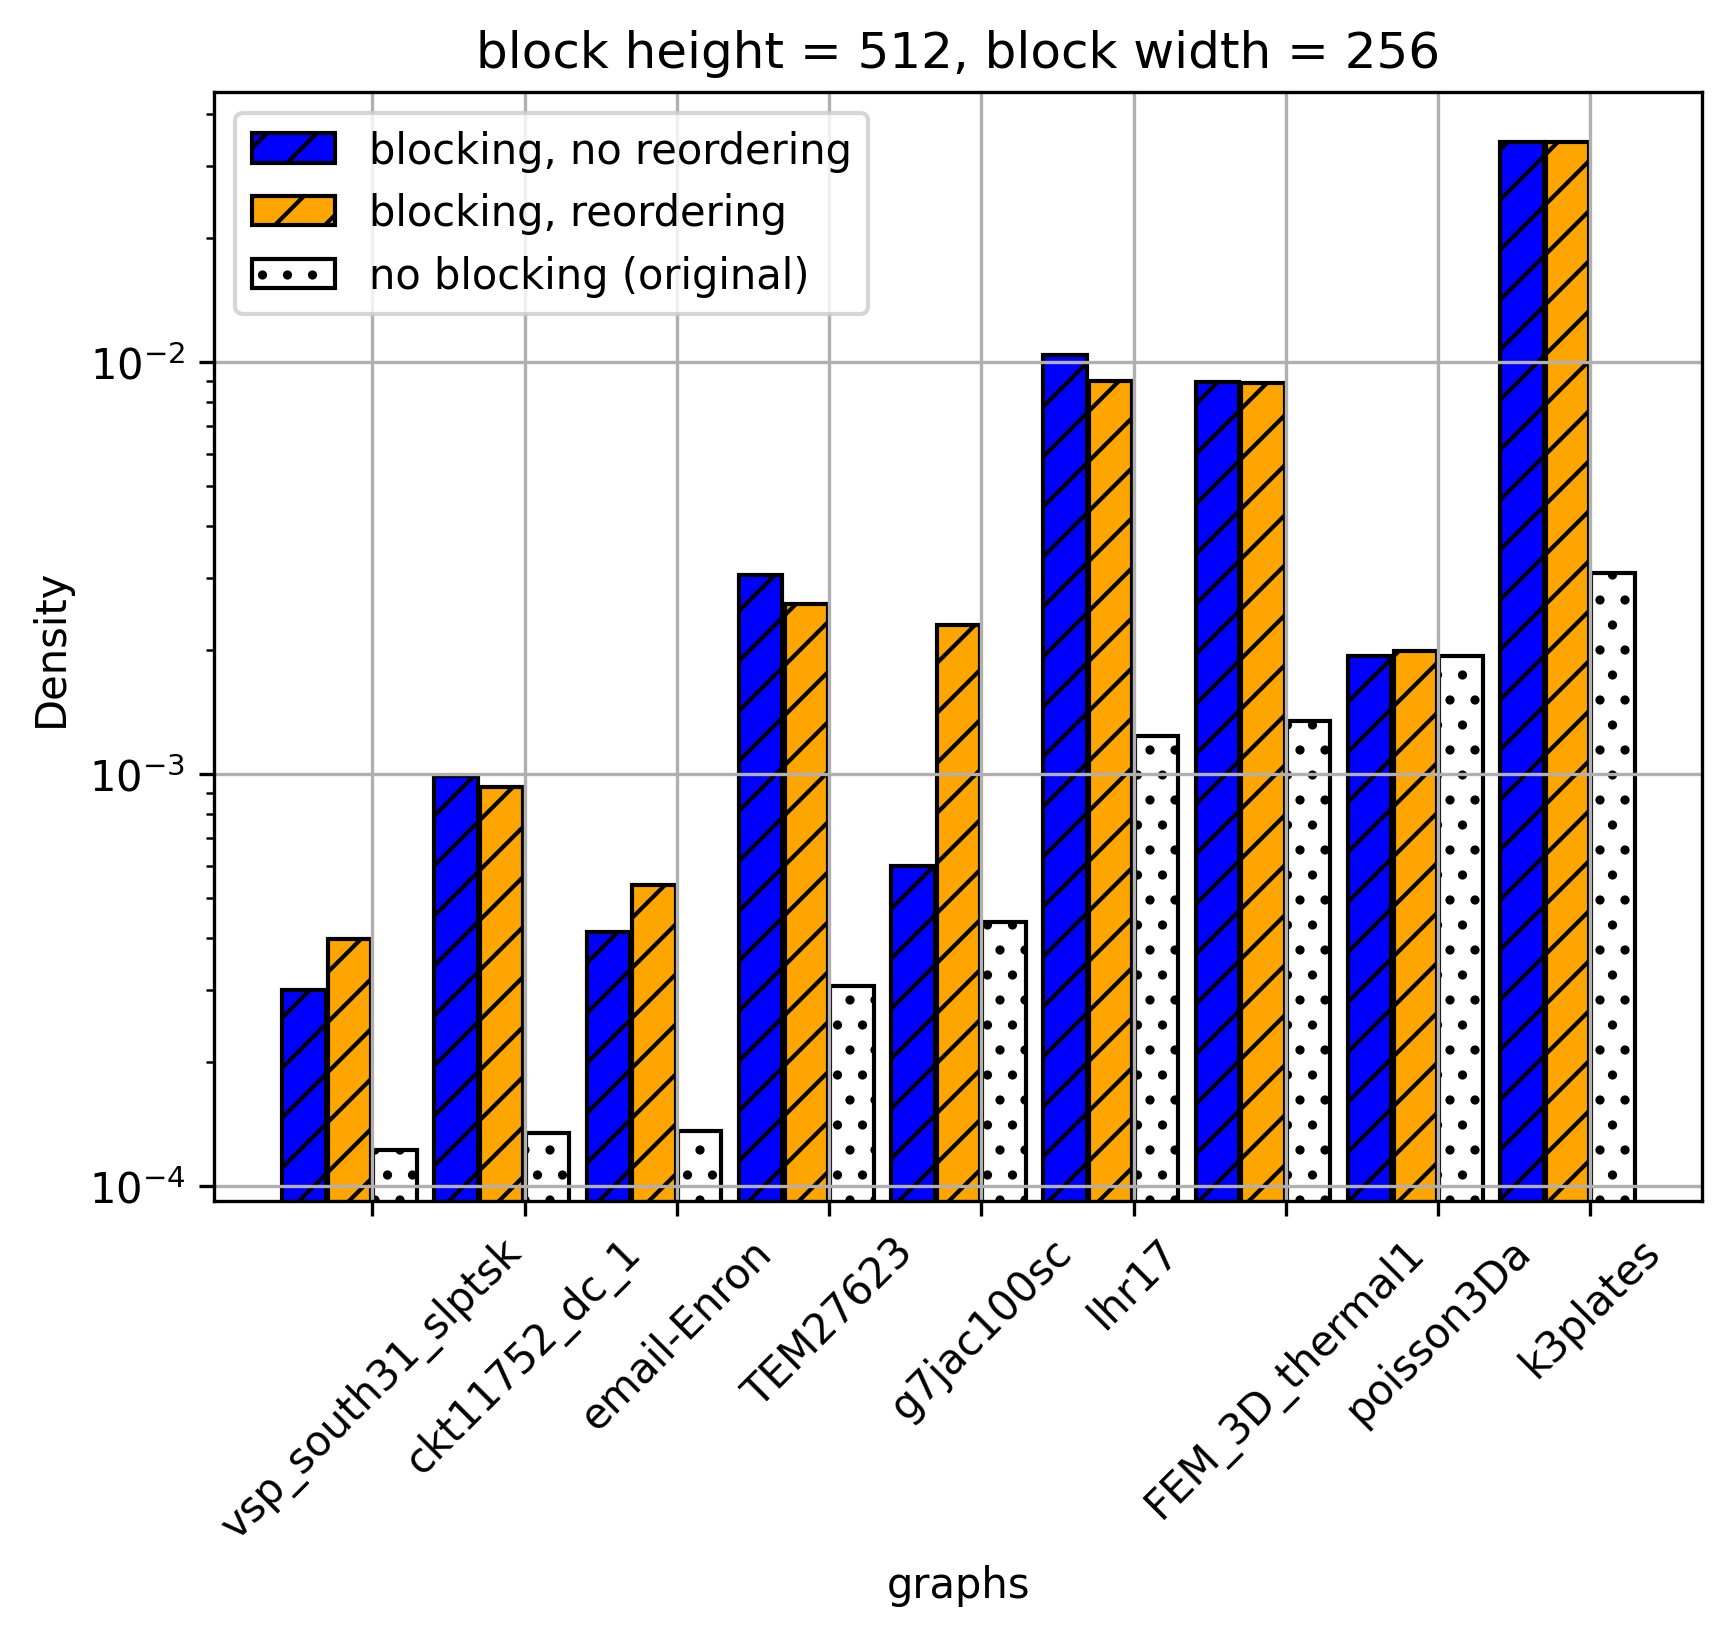 block height = 512, block width = 256
blocking, no reordering
blocking, reordering
no blocking (original)
Density
10⁻²
10⁻³
10⁻⁴
vsp_south31_slptsk
ckt11752_dc_1
email-Enron
TEM27623
g7jac100sc
lhr17
FEM_3D_thermal1
poisson3Da
k3plates
graphs